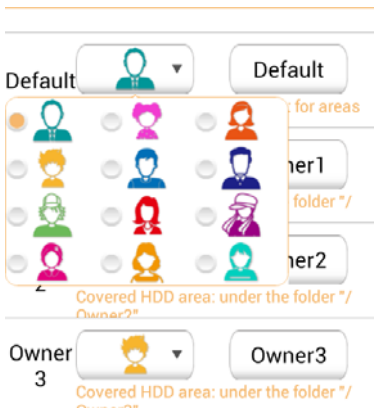 Default
Default
for areas
ner1
folder "/
ner2
2
Covered HDD area: under the folder "/
Owner2"
Owner
3
Owner3
Covered HDD area: under the folder "/